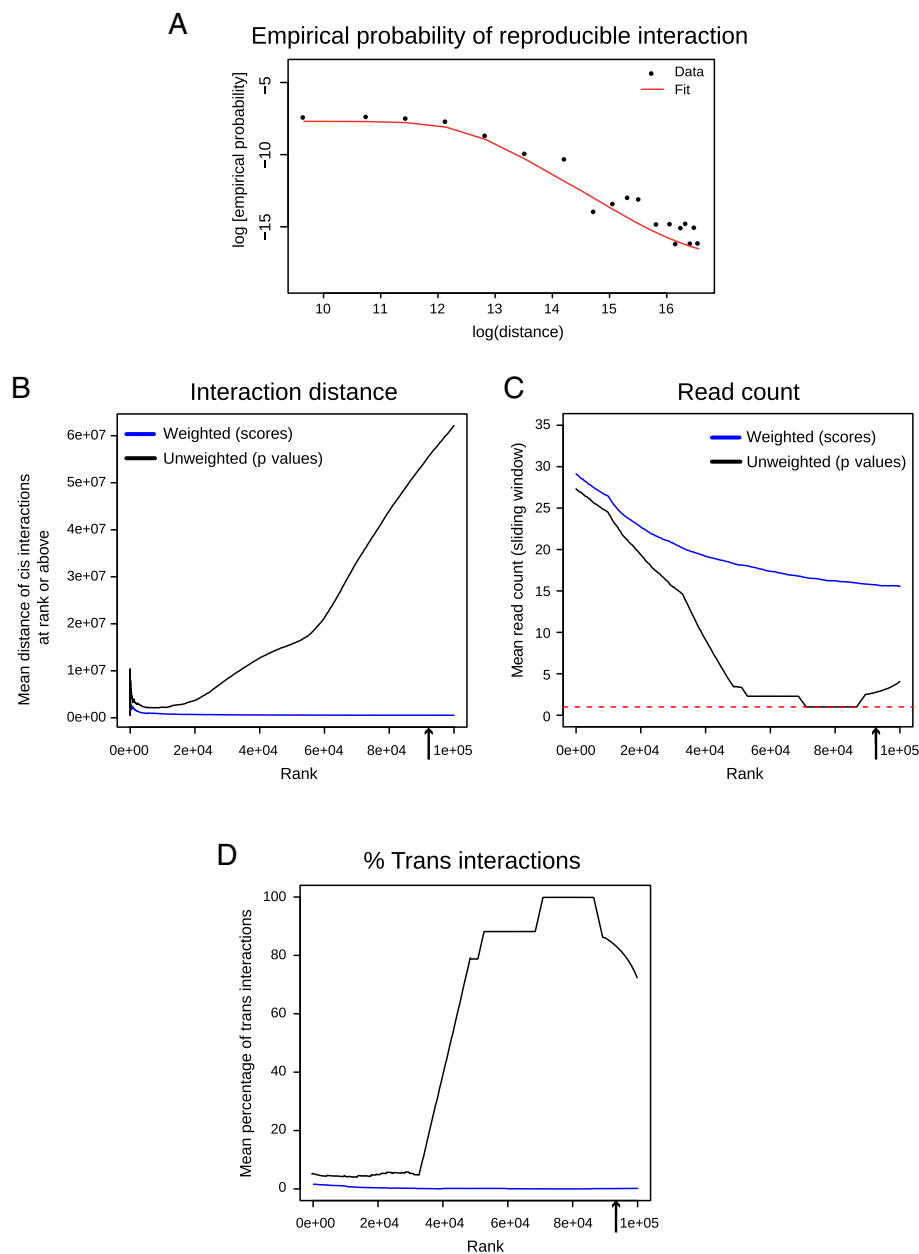 A
Empirical probability of reproducible interaction
log [empirical probability]
−5
−10
−15
Data
Fit
10 11 12 13 14 15 16
log(distance)
B
Interaction distance
Mean distance of cis interactions
at rank or above
6e+07
5e+07
4e+07
3e+07
2e+07
1e+07
0e+00
Weighted (scores)
Unweighted (p values)
0e+00 2e+04 4e+04 6e+04 8e+04 1e+05
Rank
C
Read count
Mean read count (sliding window)
35
30
25
20
15
10
5
0
Weighted (scores)
Unweighted (p values)
0e+00 2e+04 4e+04 6e+04 8e+04 1e+05
Rank
D
% Trans interactions
Mean percentage of trans interactions
100
80
60
40
20
0
0e+00 2e+04 4e+04 6e+04 8e+04 1e+05
Rank